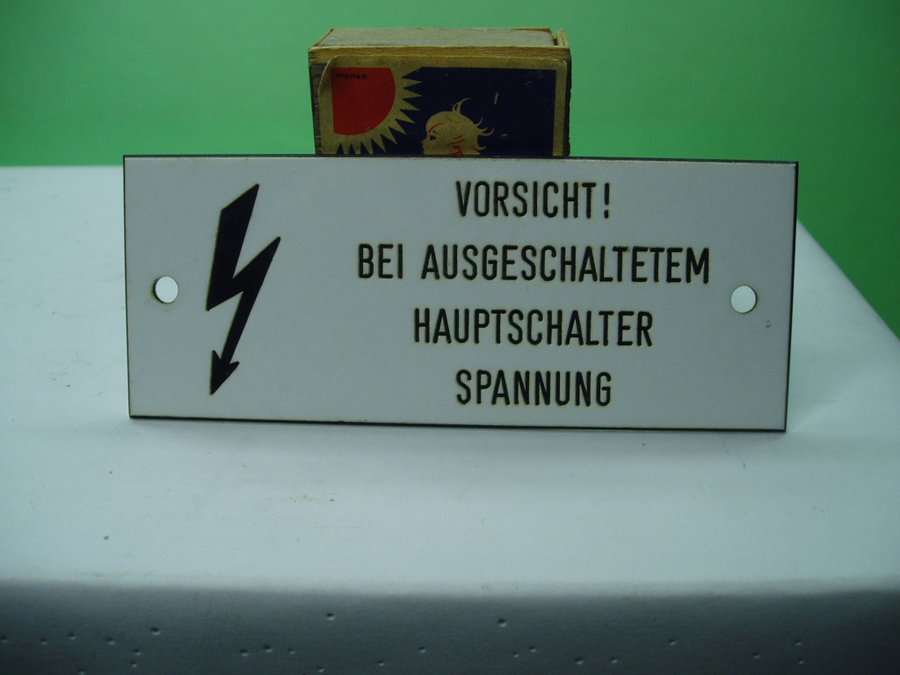 VORSICHT!
BEI AUSGESCHALTETEM
HAUPTSCHALTER
SPANNUNG